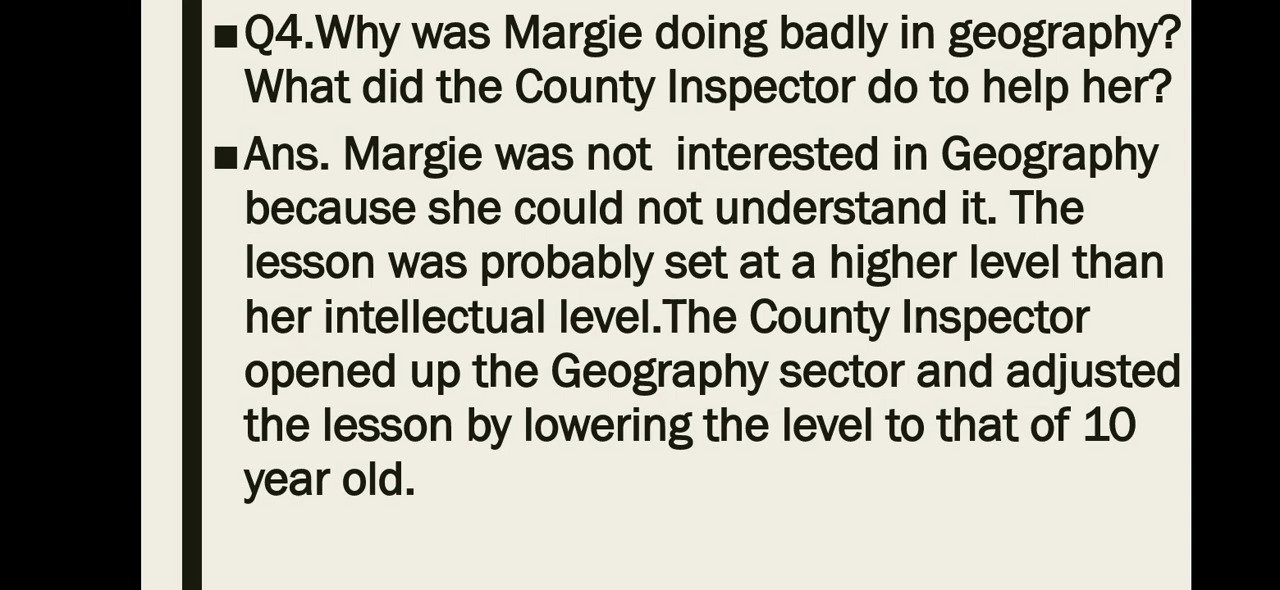 ■Q4.Why was Margie doing badly in geography?
What did the County Inspector do to help her?
■Ans. Margie was not  interested in Geography
because she could not understand it. The
lesson was probably set at a higher level than
her intellectual level.The County Inspector
opened up the Geography sector and adjusted
the lesson by lowering the level to that of 10
year old.